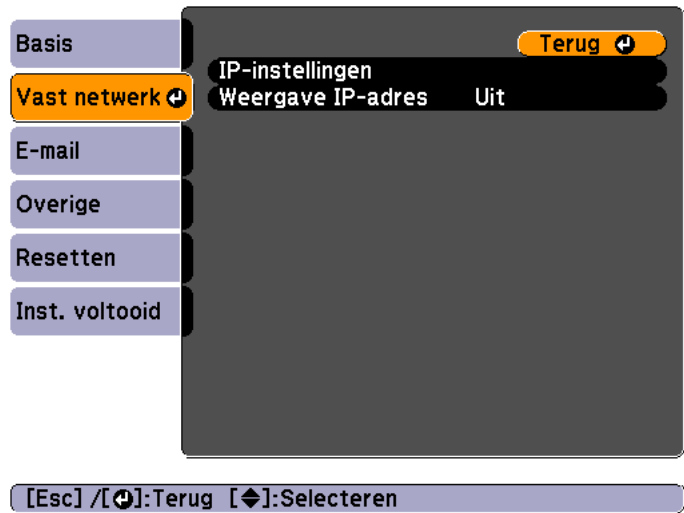 Basis
Vast netwerk
E-mail
Overige
Resetten
Inst. voltooid
Terug
IP-instellingen
Weergave IP-adres Uit
[Esc] /[⏎]:Terug [◆]:Selecteren